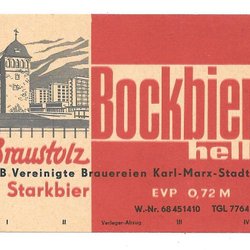 Bockbier
hell
Braustolz
B. Vereinigte Brauereien Karl-Marx-Stadt
Starkbier
EVP 0,72 M
W.-Nr. 68451410 TGL 7764
I II Verleger-Abzug III IV